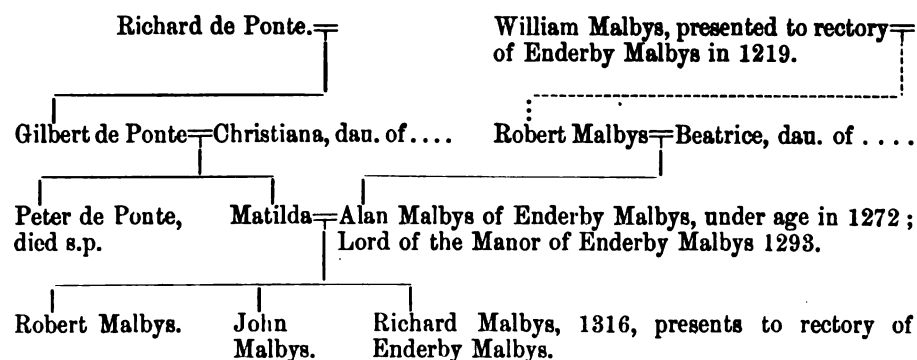 Richard de Ponte.
William Malbys, presented to rectory
of Enderby Malbys in 1219.
Gilbert de Ponte
Christiana, dau. of ....
Robert Malbys
Beatrice, dau. of ....
Peter de Ponte,
died s.p.
Matilda
Alan Malbys of Enderby Malbys, under age in 1272 ;
Lord of the Manor of Enderby Malbys 1293.
Robert Malbys.
John
Malbys.
Richard Malbys, 1316, presents to rectory of
Enderby Malbys.